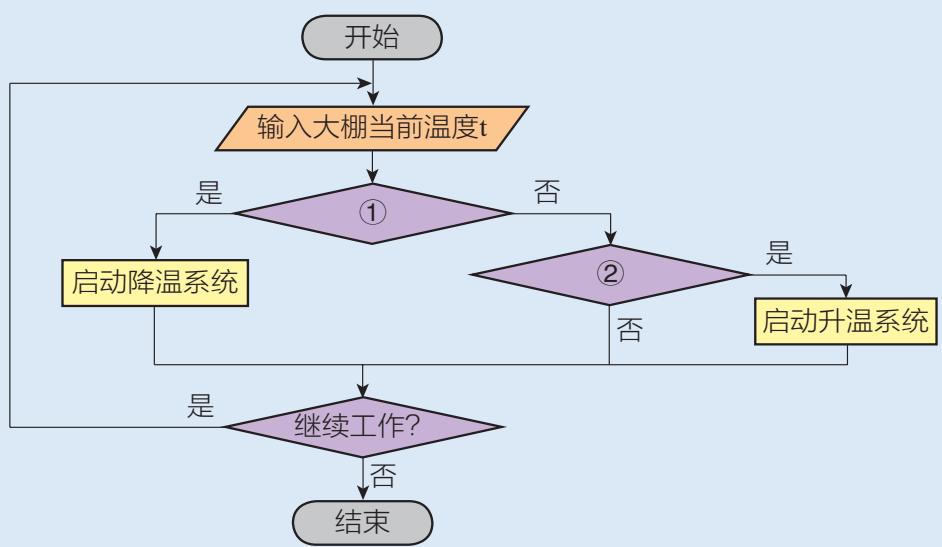 开始
输入大棚当前温度t
是
①
否
启动降温系统
②
是
启动升温系统
否
是
继续工作？
否
结束